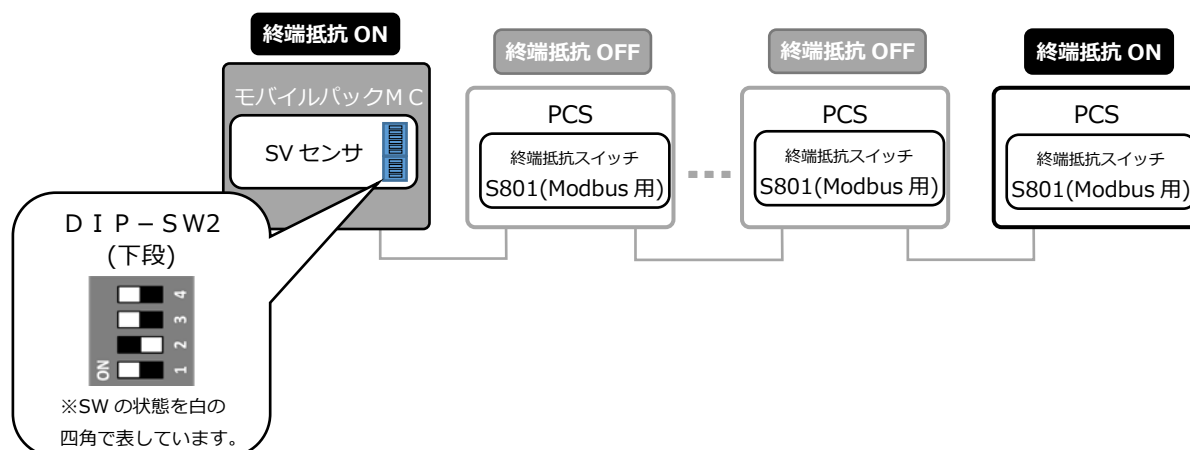 終端抵抗 ON
終端抵抗 OFF
終端抵抗 OFF
終端抵抗 ON
モバイルパックMC
SV センサ
PCS
終端抵抗スイッチ
S801(Modbus 用)
PCS
終端抵抗スイッチ
S801(Modbus 用)
PCS
終端抵抗スイッチ
S801(Modbus 用)
DIP-SW2
(下段)
4
3
2
ON 1
※SW の状態を白の
四角で表しています。